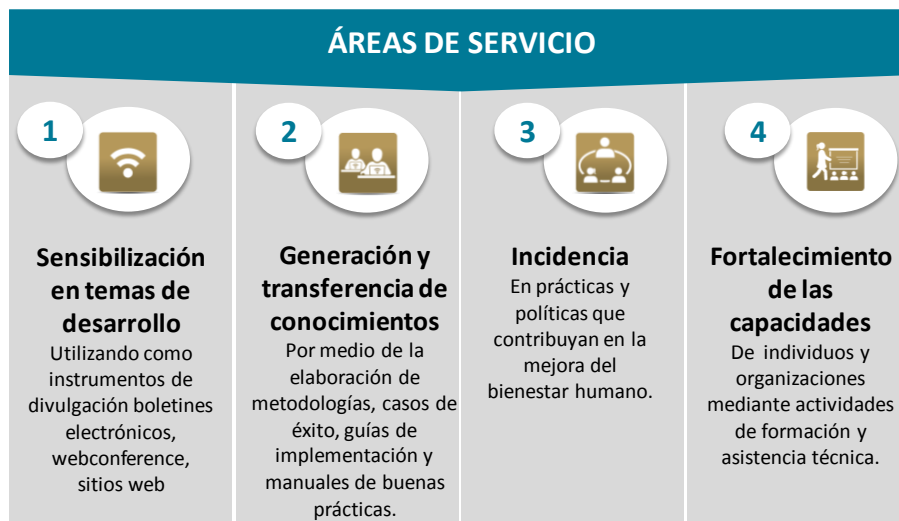 ÁREAS DE SERVICIO
1
Sensibilización
en temas de
desarrollo
Utilizando como
instrumentos de
divulgación boletines
electrónicos,
webconference,
sitios web
2
Generación y
transferencia de
conocimientos
Por medio de la
elaboración de
metodologías, casos de
éxito, guías de
implementación y
manuales de buenas
prácticas.
3
Incidencia
En prácticas y
políticas que
contribuyan en la
mejora del
bienestar humano.
4
Fortalecimiento
de las
capacidades
De individuos y
organizaciones
mediante actividades
de formación y
asistencia técnica.